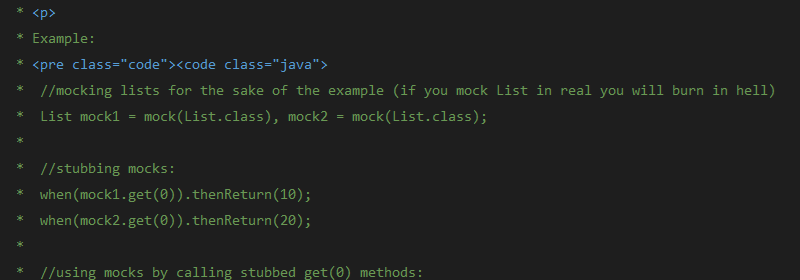 * <p>
* Example:
* <pre class="code"><code class="java">
*  //mocking lists for the sake of the example (if you mock List in real you will burn in hell)
*  List mock1 = mock(List.class), mock2 = mock(List.class);
*
*  //stubbing mocks:
*  when(mock1.get(0)).thenReturn(10);
*  when(mock2.get(0)).thenReturn(20);
*
*  //using mocks by calling stubbed get(0) methods: